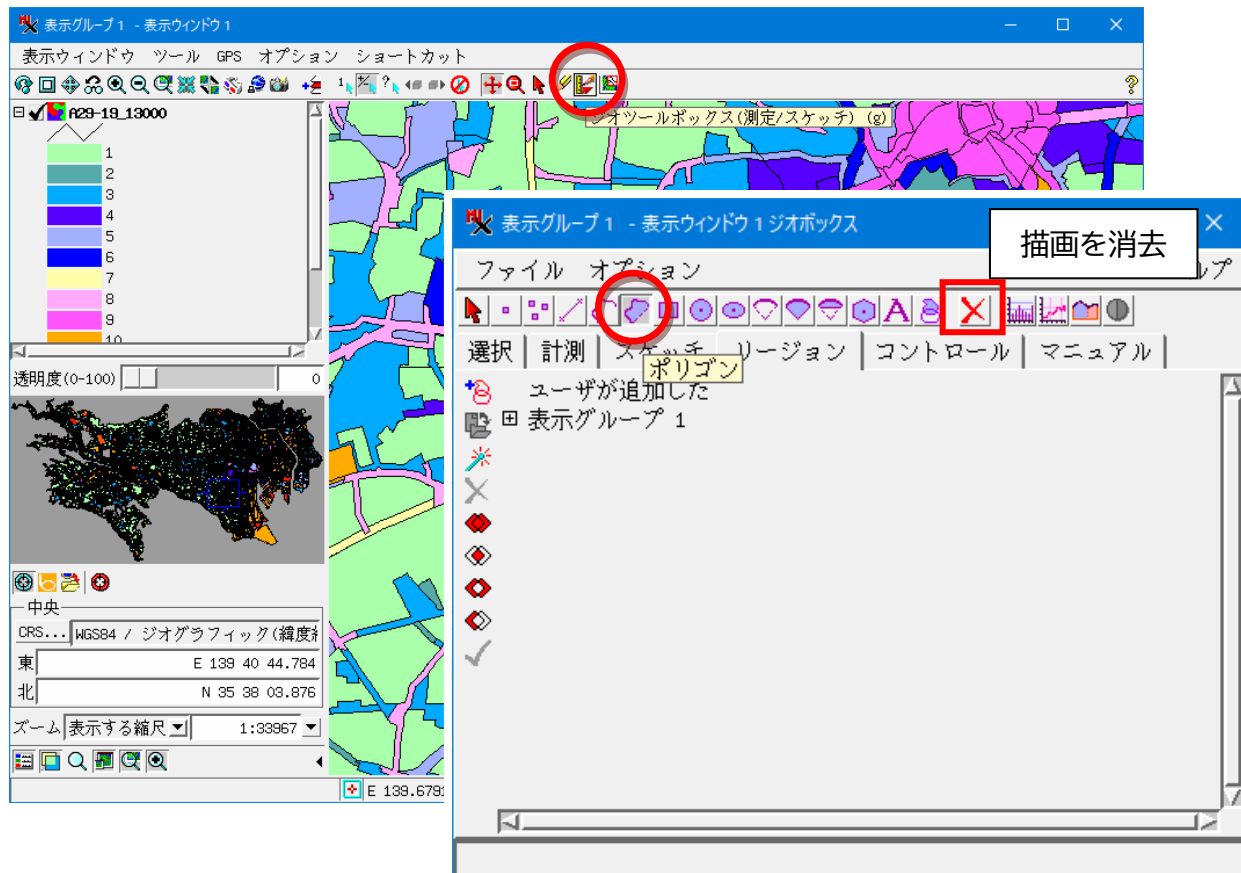 表示グループ1 - 表示ウィンドウ1
表示ウィンドウ ツール GPS オプション ショートカット
A29-19_13000
1
2
3
4
5
6
7
8
9
10
透明度(0-100) 0
中央
CRS... WGS84 / ジオグラフィック(緯度
東 E 139 40 44.784
北 N 35 38 03.876
ズーム 表示する縮尺 1:33967
E 139.679
ジオツールボックス(測定/スケッチ) (g)
表示グループ1 - 表示ウィンドウ1ジオボックス
描画を消去
ファイル オプション ルプ
選択 計測 スケッチ リージョン コントロール マニュアル
ポリゴン
ユーザが追加した
表示グループ 1